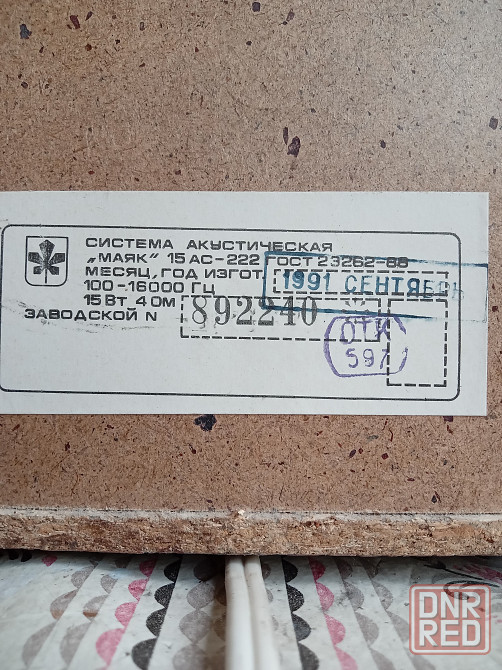 СИСТЕМА АКУСТИЧЕСКАЯ
„МАЯК" 15 АС-222 ГОСТ 23262-88
МЕСЯЦ, ГОД ИЗГОТ. 1991 СЕНТЯБРЬ
100-16000 ГЦ
15 ВТ, 4 ОМ
ЗАВОДСКОЙ N 892240
ОТК
597
DNR
RED